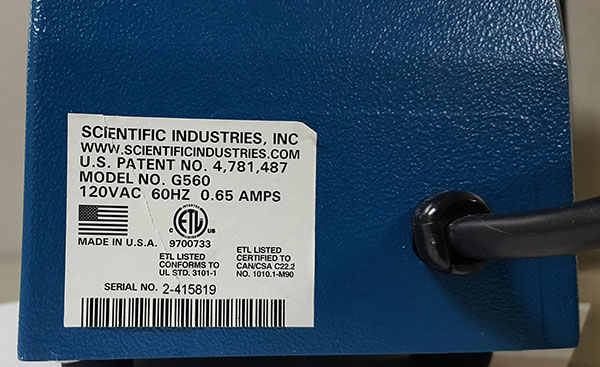 SCIENTIFIC INDUSTRIES, INC
WWW.SCIENTIFICINDUSTRIES.COM
U.S. PATENT NO. 4,781,487
MODEL NO. G560
120VAC 60HZ 0.65 AMPS
C ETL US
MADE IN U.S.A.
9700733
ETL LISTED
CONFORMS TO
UL STD. 3101-1
ETL LISTED
CERTIFIED TO
CAN/CSA C22.2
NO. 1010.1-M90
SERIAL NO. 2-415819